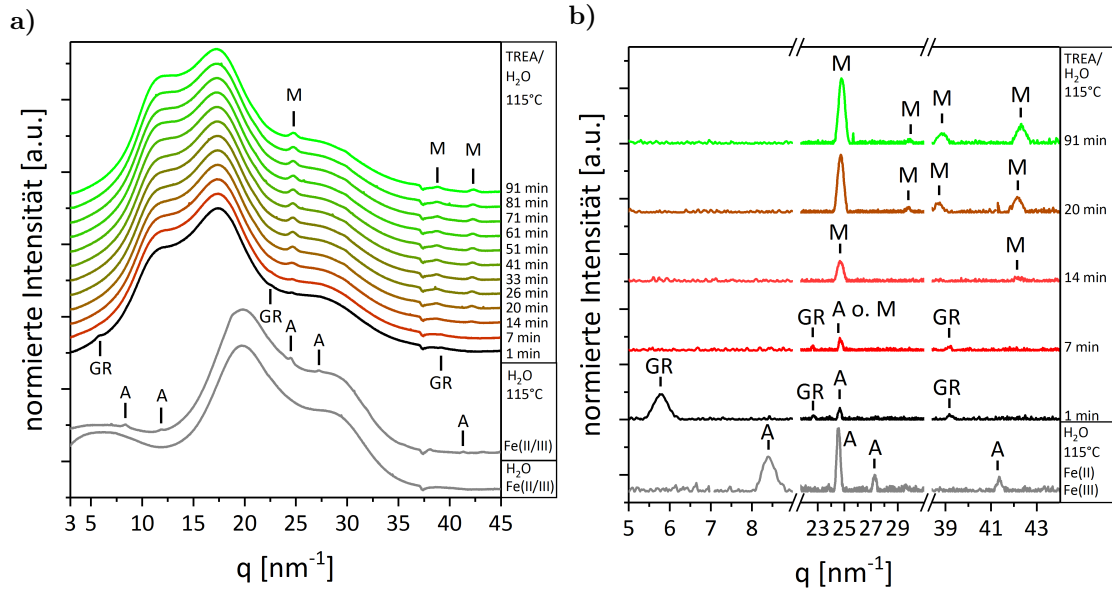 a)
normierte Intensität [a.u.]
TREA/
H₂O
115°C
M
M M
91 min
81 min
71 min
61 min
51 min
41 min
33 min
26 min
20 min
14 min
7 min
1 min
GR
GR
GR
A
A
A
A
A
H₂O
115°C
Fe(II/III)
H₂O
Fe(II/III)
3 5 10 15 20 25 30 35 40 45
q [nm⁻¹]
b)
normierte Intensität [a.u.]
TREA/
H₂O
115°C
M
M M M
91 min
M
M M M
20 min
M
M
14 min
GR A o. M GR
7 min
GR
GR A GR
1 min
A A A A
H₂O
115°C
Fe(II)
Fe(III)
5 6 7 8 23 25 27 29 39 41 43
q [nm⁻¹]